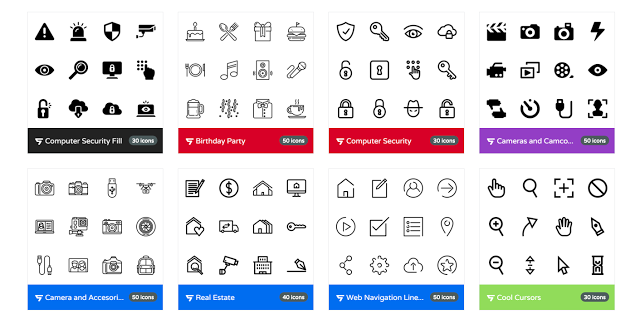 Computer Security Fill 30 icons
Birthday Party 50 icons
Computer Security 30 icons
Cameras and Camco... 50 icons
Camera and Accesori... 50 icons
Real Estate 40 icons
Web Navigation Line... 50 icons
Cool Cursors 30 icons